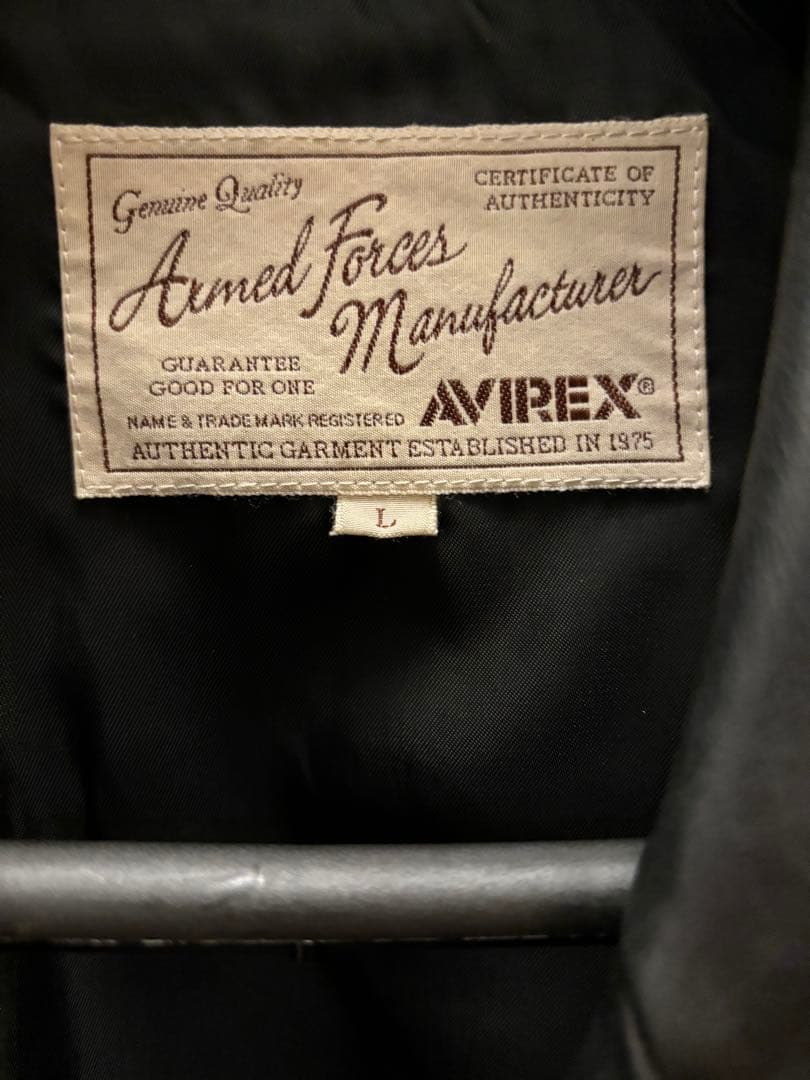 Genuine Quality
CERTIFICATE OF
AUTHENTICITY
Armed Forces
Manufacturer
GUARANTEE
GOOD FOR ONE
AVIREX®
NAME & TRADE MARK REGISTERED
AUTHENTIC GARMENT ESTABLISHED IN 1975
L